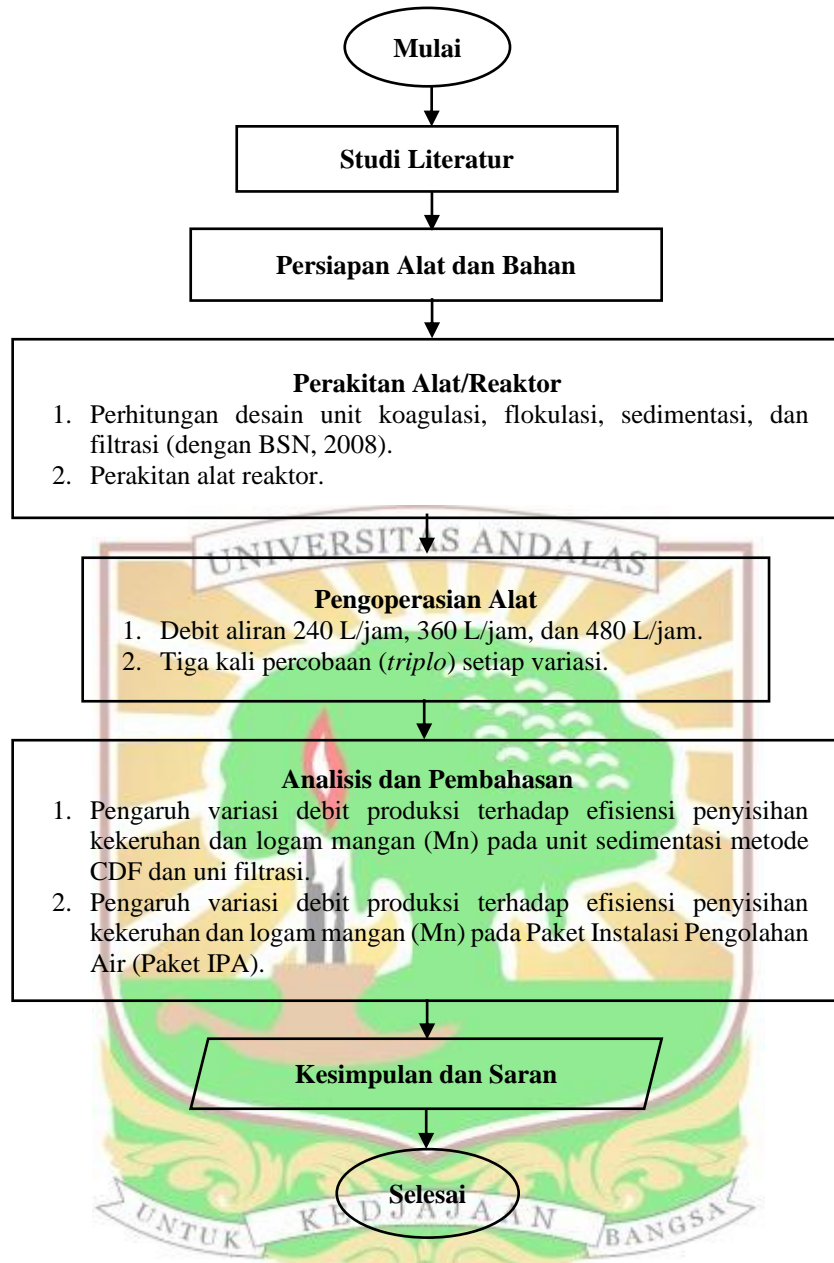 Mulai
Studi Literatur
Persiapan Alat dan Bahan
Perakitan Alat/Reaktor
1. Perhitungan desain unit koagulasi, flokulasi, sedimentasi, dan
filtrasi (dengan BSN, 2008).
2. Perakitan alat reaktor.
UNIVERSITAS ANDALAS
Pengoperasian Alat
1. Debit aliran 240 L/jam, 360 L/jam, dan 480 L/jam.
2. Tiga kali percobaan (triplo) setiap variasi.
Analisis dan Pembahasan
1. Pengaruh variasi debit produksi terhadap efisiensi penyisihan
kekeruhan dan logam mangan (Mn) pada unit sedimentasi metode
CDF dan uni filtrasi.
2. Pengaruh variasi debit produksi terhadap efisiensi penyisihan
kekeruhan dan logam mangan (Mn) pada Paket Instalasi Pengolahan
Air (Paket IPA).
Kesimpulan dan Saran
Selesai
UNTUK KEDJAJAAN BANGSA